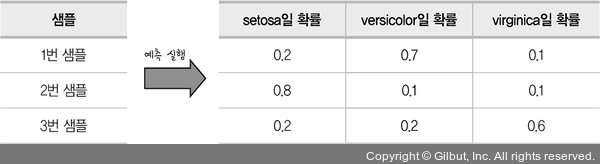 샘플 setosa일 확률 versicolor일 확률 virginica일 확률
예측 실행
1번 샘플 0.2 0.7 0.1
2번 샘플 0.8 0.1 0.1
3번 샘플 0.2 0.2 0.6
Copyright © Gilbut, Inc. All rights reserved.